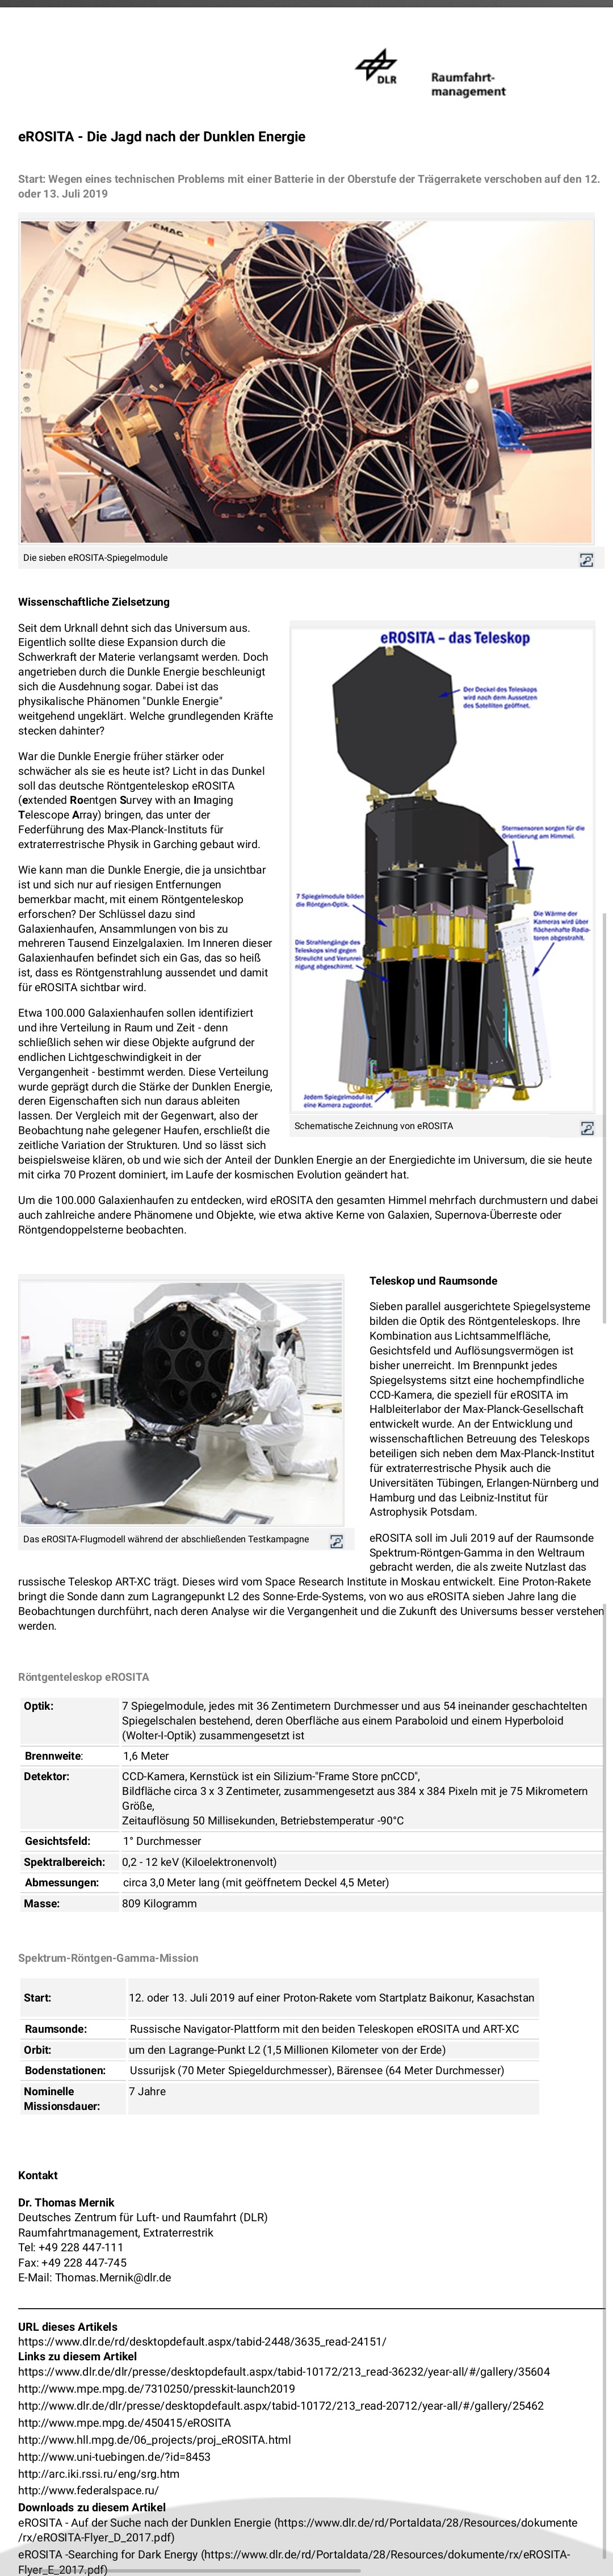 DLR
Raumfahrt-
management
eROSITA - Die Jagd nach der Dunklen Energie
Start: Wegen eines technischen Problems mit einer Batterie in der Oberstufe der Trägerrakete verschoben auf den 12.
oder 13. Juli 2019
EMAC
Die sieben eROSITA-Spiegelmodule
Wissenschaftliche Zielsetzung
Seit dem Urknall dehnt sich das Universum aus.
Eigentlich sollte diese Expansion durch die
Schwerkraft der Materie verlangsamt werden. Doch
angetrieben durch die Dunkle Energie beschleunigt
sich die Ausdehnung sogar. Dabei ist das
physikalische Phänomen "Dunkle Energie"
weitgehend ungeklärt. Welche grundlegenden Kräfte
stecken dahinter?
War die Dunkle Energie früher stärker oder
schwächer als sie es heute ist? Licht in das Dunkel
soll das deutsche Röntgenteleskop eROSITA
(extended Roentgen Survey with an Imaging
Telescope Array) bringen, das unter der
Federführung des Max-Planck-Instituts für
extraterrestrische Physik in Garching gebaut wird.
Wie kann man die Dunkle Energie, die ja unsichtbar
ist und sich nur auf riesigen Entfernungen
bemerkbar macht, mit einem Röntgenteleskop
erforschen? Der Schlüssel dazu sind
Galaxienhaufen, Ansammlungen von bis zu
mehreren Tausend Einzelgalaxien. Im Inneren dieser
Galaxienhaufen befindet sich ein Gas, das so heiß
ist, dass es Röntgenstrahlung aussendet und damit
für eROSITA sichtbar wird.
Etwa 100.000 Galaxienhaufen sollen identifiziert
und ihre Verteilung in Raum und Zeit - denn
schließlich sehen wir diese Objekte aufgrund der
endlichen Lichtgeschwindigkeit in der
Vergangenheit - bestimmt werden. Diese Verteilung
wurde geprägt durch die Stärke der Dunklen Energie,
deren Eigenschaften sich nun daraus ableiten
lassen. Der Vergleich mit der Gegenwart, also der
Beobachtung nahe gelegener Haufen, erschließt die
zeitliche Variation der Strukturen. Und so lässt sich
beispielsweise klären, ob und wie sich der Anteil der Dunklen Energie an der Energiedichte im Universum, die sie heute
mit cirka 70 Prozent dominiert, im Laufe der kosmischen Evolution geändert hat.
eROSITA – das Teleskop
Der Deckel des Teleskops
wird nach dem Aussetzen
des Satelliten geöffnet.
Sternsensoren sorgen für die
Orientierung am Himmel.
7 Spiegelmodule bilden
die Röntgen-Optik.
Die Wärme der
Kameras wird über
flächenhafte Radia-
toren abgestrahlt.
Die Strahlengänge des
Teleskops sind gegen
Streulicht und Verunrei-
nigung abgeschirmt.
Jedem Spiegelmodul ist
eine Kamera zugeordet.
Schematische Zeichnung von eROSITA
Um die 100.000 Galaxienhaufen zu entdecken, wird eROSITA den gesamten Himmel mehrfach durchmustern und dabei
auch zahlreiche andere Phänomene und Objekte, wie etwa aktive Kerne von Galaxien, Supernova-Überreste oder
Röntgendoppelsterne beobachten.
Das eROSITA-Flugmodell während der abschließenden Testkampagne
Teleskop und Raumsonde
Sieben parallel ausgerichtete Spiegelsysteme
bilden die Optik des Röntgenteleskops. Ihre
Kombination aus Lichtsammelfläche,
Gesichtsfeld und Auflösungsvermögen ist
bisher unerreicht. Im Brennpunkt jedes
Spiegelsystems sitzt eine hochempfindliche
CCD-Kamera, die speziell für eROSITA im
Halbleiterlabor der Max-Planck-Gesellschaft
entwickelt wurde. An der Entwicklung und
wissenschaftlichen Betreuung des Teleskops
beteiligen sich neben dem Max-Planck-Institut
für extraterrestrische Physik auch die
Universitäten Tübingen, Erlangen-Nürnberg und
Hamburg und das Leibniz-Institut für
Astrophysik Potsdam.
eROSITA soll im Juli 2019 auf der Raumsonde
Spektrum-Röntgen-Gamma in den Weltraum
gebracht werden, die als zweite Nutzlast das
russische Teleskop ART-XC trägt. Dieses wird vom Space Research Institute in Moskau entwickelt. Eine Proton-Rakete
bringt die Sonde dann zum Lagrangepunkt L2 des Sonne-Erde-Systems, von wo aus eROSITA sieben Jahre lang die
Beobachtungen durchführt, nach deren Analyse wir die Vergangenheit und die Zukunft des Universums besser verstehen
werden.
Röntgenteleskop eROSITA
Optik: 7 Spiegelmodule, jedes mit 36 Zentimetern Durchmesser und aus 54 ineinander geschachtelten
Spiegelschalen bestehend, deren Oberfläche aus einem Paraboloid und einem Hyperboloid
(Wolter-I-Optik) zusammengesetzt ist
Brennweite: 1,6 Meter
Detektor: CCD-Kamera, Kernstück ist ein Silizium-"Frame Store pnCCD",
Bildfläche circa 3 x 3 Zentimeter, zusammengesetzt aus 384 x 384 Pixeln mit je 75 Mikrometern
Größe,
Zeitauflösung 50 Millisekunden, Betriebstemperatur -90°C
Gesichtsfeld: 1° Durchmesser
Spektralbereich: 0,2 - 12 keV (Kiloelektronenvolt)
Abmessungen: circa 3,0 Meter lang (mit geöffnetem Deckel 4,5 Meter)
Masse: 809 Kilogramm
Spektrum-Röntgen-Gamma-Mission
Start: 12. oder 13. Juli 2019 auf einer Proton-Rakete vom Startplatz Baikonur, Kasachstan
Raumsonde: Russische Navigator-Plattform mit den beiden Teleskopen eROSITA und ART-XC
Orbit: um den Lagrange-Punkt L2 (1,5 Millionen Kilometer von der Erde)
Bodenstationen: Ussurijsk (70 Meter Spiegeldurchmesser), Bärensee (64 Meter Durchmesser)
Nominelle 7 Jahre
Missionsdauer:
Kontakt
Dr. Thomas Mernik
Deutsches Zentrum für Luft- und Raumfahrt (DLR)
Raumfahrtmanagement, Extraterrestrik
Tel: +49 228 447-111
Fax: +49 228 447-745
E-Mail: Thomas.Mernik@dlr.de
URL dieses Artikels
https://www.dlr.de/rd/desktopdefault.aspx/tabid-2448/3635_read-24151/
Links zu diesem Artikel
https://www.dlr.de/dlr/presse/desktopdefault.aspx/tabid-10172/213_read-36232/year-all/#/gallery/35604
http://www.mpe.mpg.de/7310250/presskit-launch2019
http://www.dlr.de/dlr/presse/desktopdefault.aspx/tabid-10172/213_read-20712/year-all/#/gallery/25462
http://www.mpe.mpg.de/450415/eROSITA
http://www.hll.mpg.de/06_projects/proj_eROSITA.html
http://www.uni-tuebingen.de/?id=8453
http://arc.iki.rssi.ru/eng/srg.htm
http://www.federalspace.ru/
Downloads zu diesem Artikel
eROSITA - Auf der Suche nach der Dunklen Energie (https://www.dlr.de/rd/Portaldata/28/Resources/dokumente
/rx/eROSITA-Flyer_D_2017.pdf)
eROSITA -Searching for Dark Energy (https://www.dlr.de/rd/Portaldata/28/Resources/dokumente/rx/eROSITA-
Flyer_E_2017.pdf)